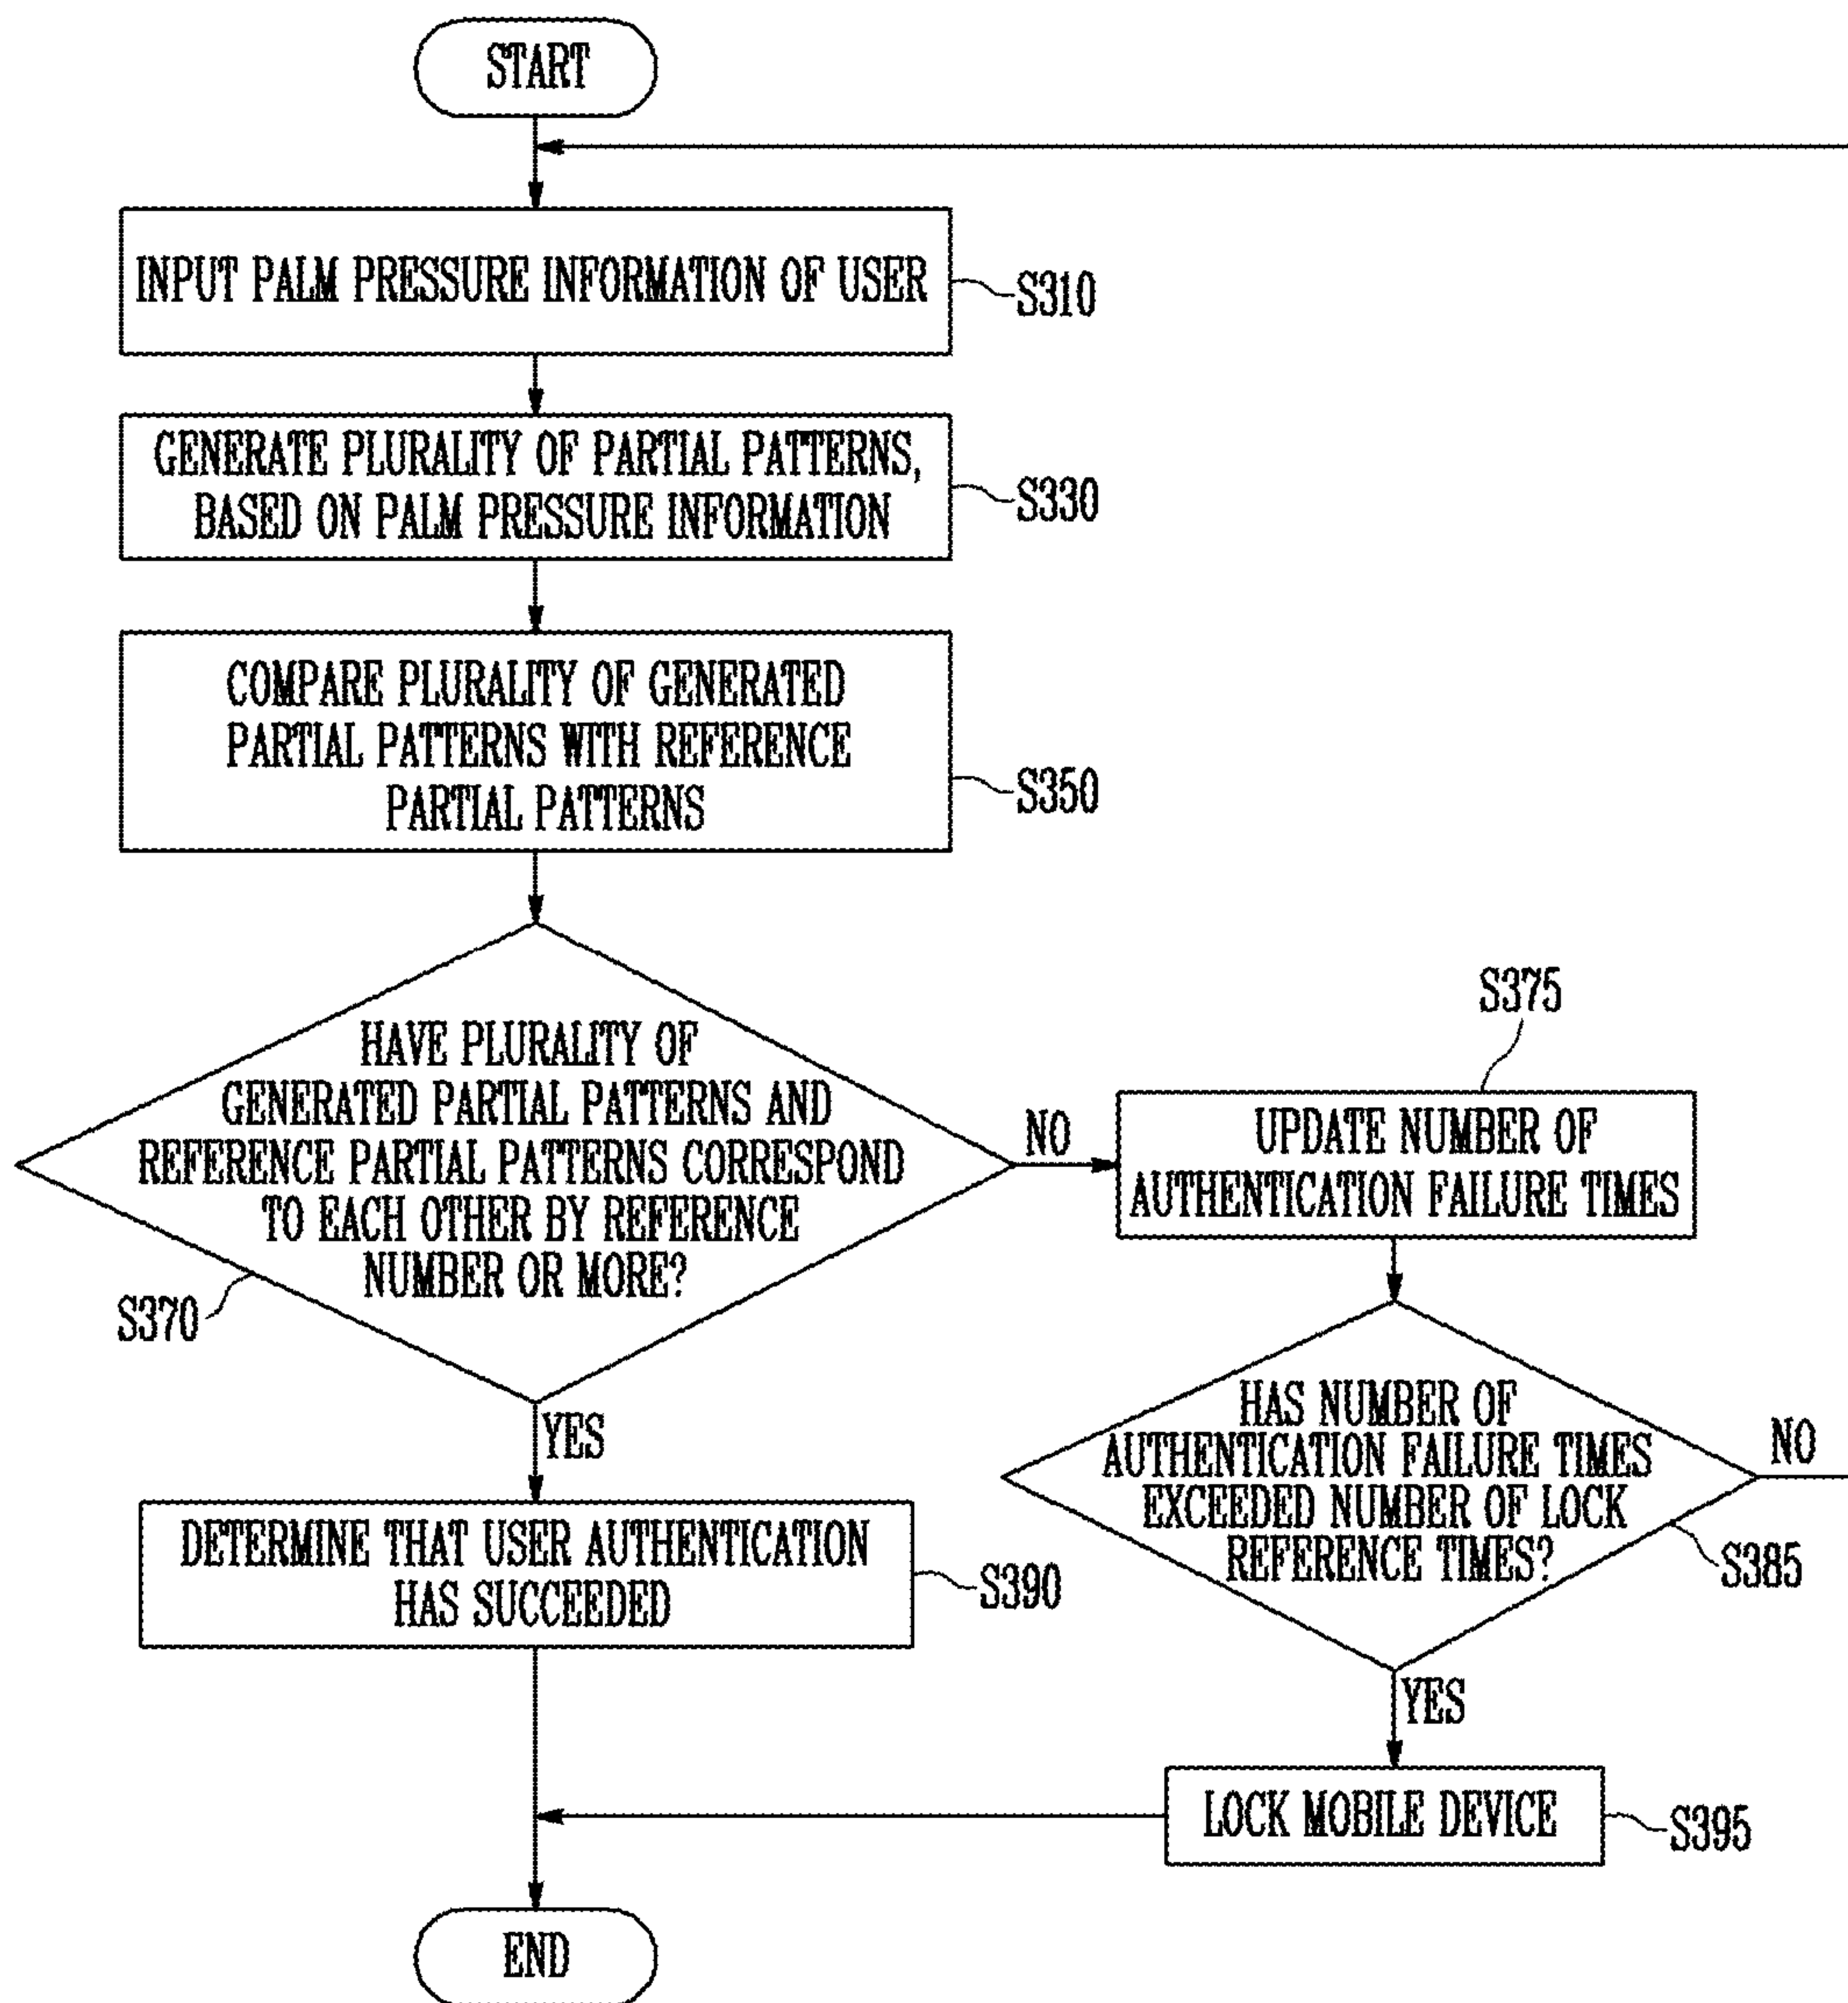 START
INPUT PALM PRESSURE INFORMATION OF USER
S310
GENERATE PLURALITY OF PARTIAL PATTERNS,
BASED ON PALM PRESSURE INFORMATION
S330
COMPARE PLURALITY OF GENERATED
PARTIAL PATTERNS WITH REFERENCE
PARTIAL PATTERNS
S350
HAVE PLURALITY OF
GENERATED PARTIAL PATTERNS AND
REFERENCE PARTIAL PATTERNS CORRESPOND
TO EACH OTHER BY REFERENCE
NUMBER OR MORE?
S370
NO
S375
UPDATE NUMBER OF
AUTHENTICATION FAILURE TIMES
YES
DETERMINE THAT USER AUTHENTICATION
HAS SUCCEEDED
S390
HAS NUMBER OF
AUTHENTICATION FAILURE TIMES
EXCEEDED NUMBER OF LOCK
REFERENCE TIMES?
NO
S385
YES
LOCK MOBILE DEVICE
S395
END